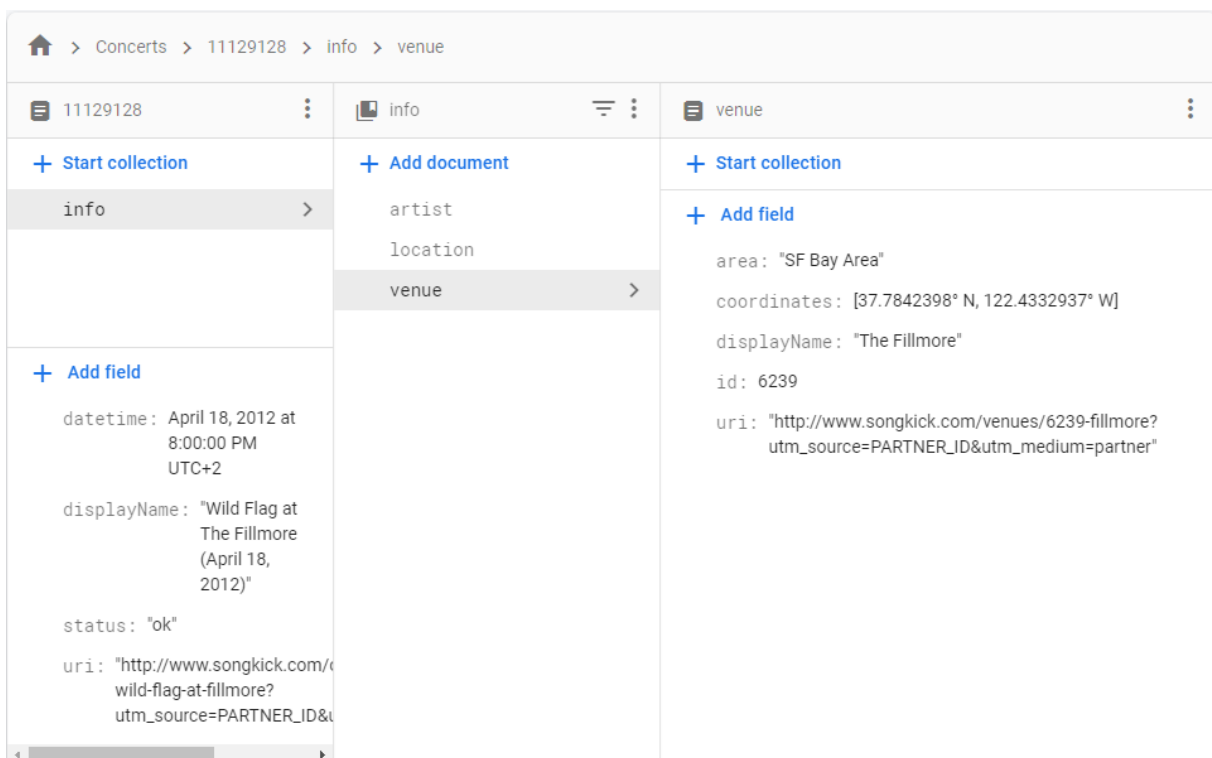 Concerts > 11129128 > info > venue
11129128
+ Start collection
info
+ Add field
datetime: April 18, 2012 at
8:00:00 PM
UTC+2
displayName: "Wild Flag at
The Fillmore
(April 18,
2012)"
status: "ok"
uri: "http://www.songkick.com/
wild-flag-at-fillmore?
utm_source=PARTNER_ID&
info
+ Add document
artist
location
venue
venue
+ Start collection
+ Add field
area: "SF Bay Area"
coordinates: [37.7842398° N, 122.4332937° W]
displayName: "The Fillmore"
id: 6239
uri: "http://www.songkick.com/venues/6239-fillmore?
utm_source=PARTNER_ID&utm_medium=partner"